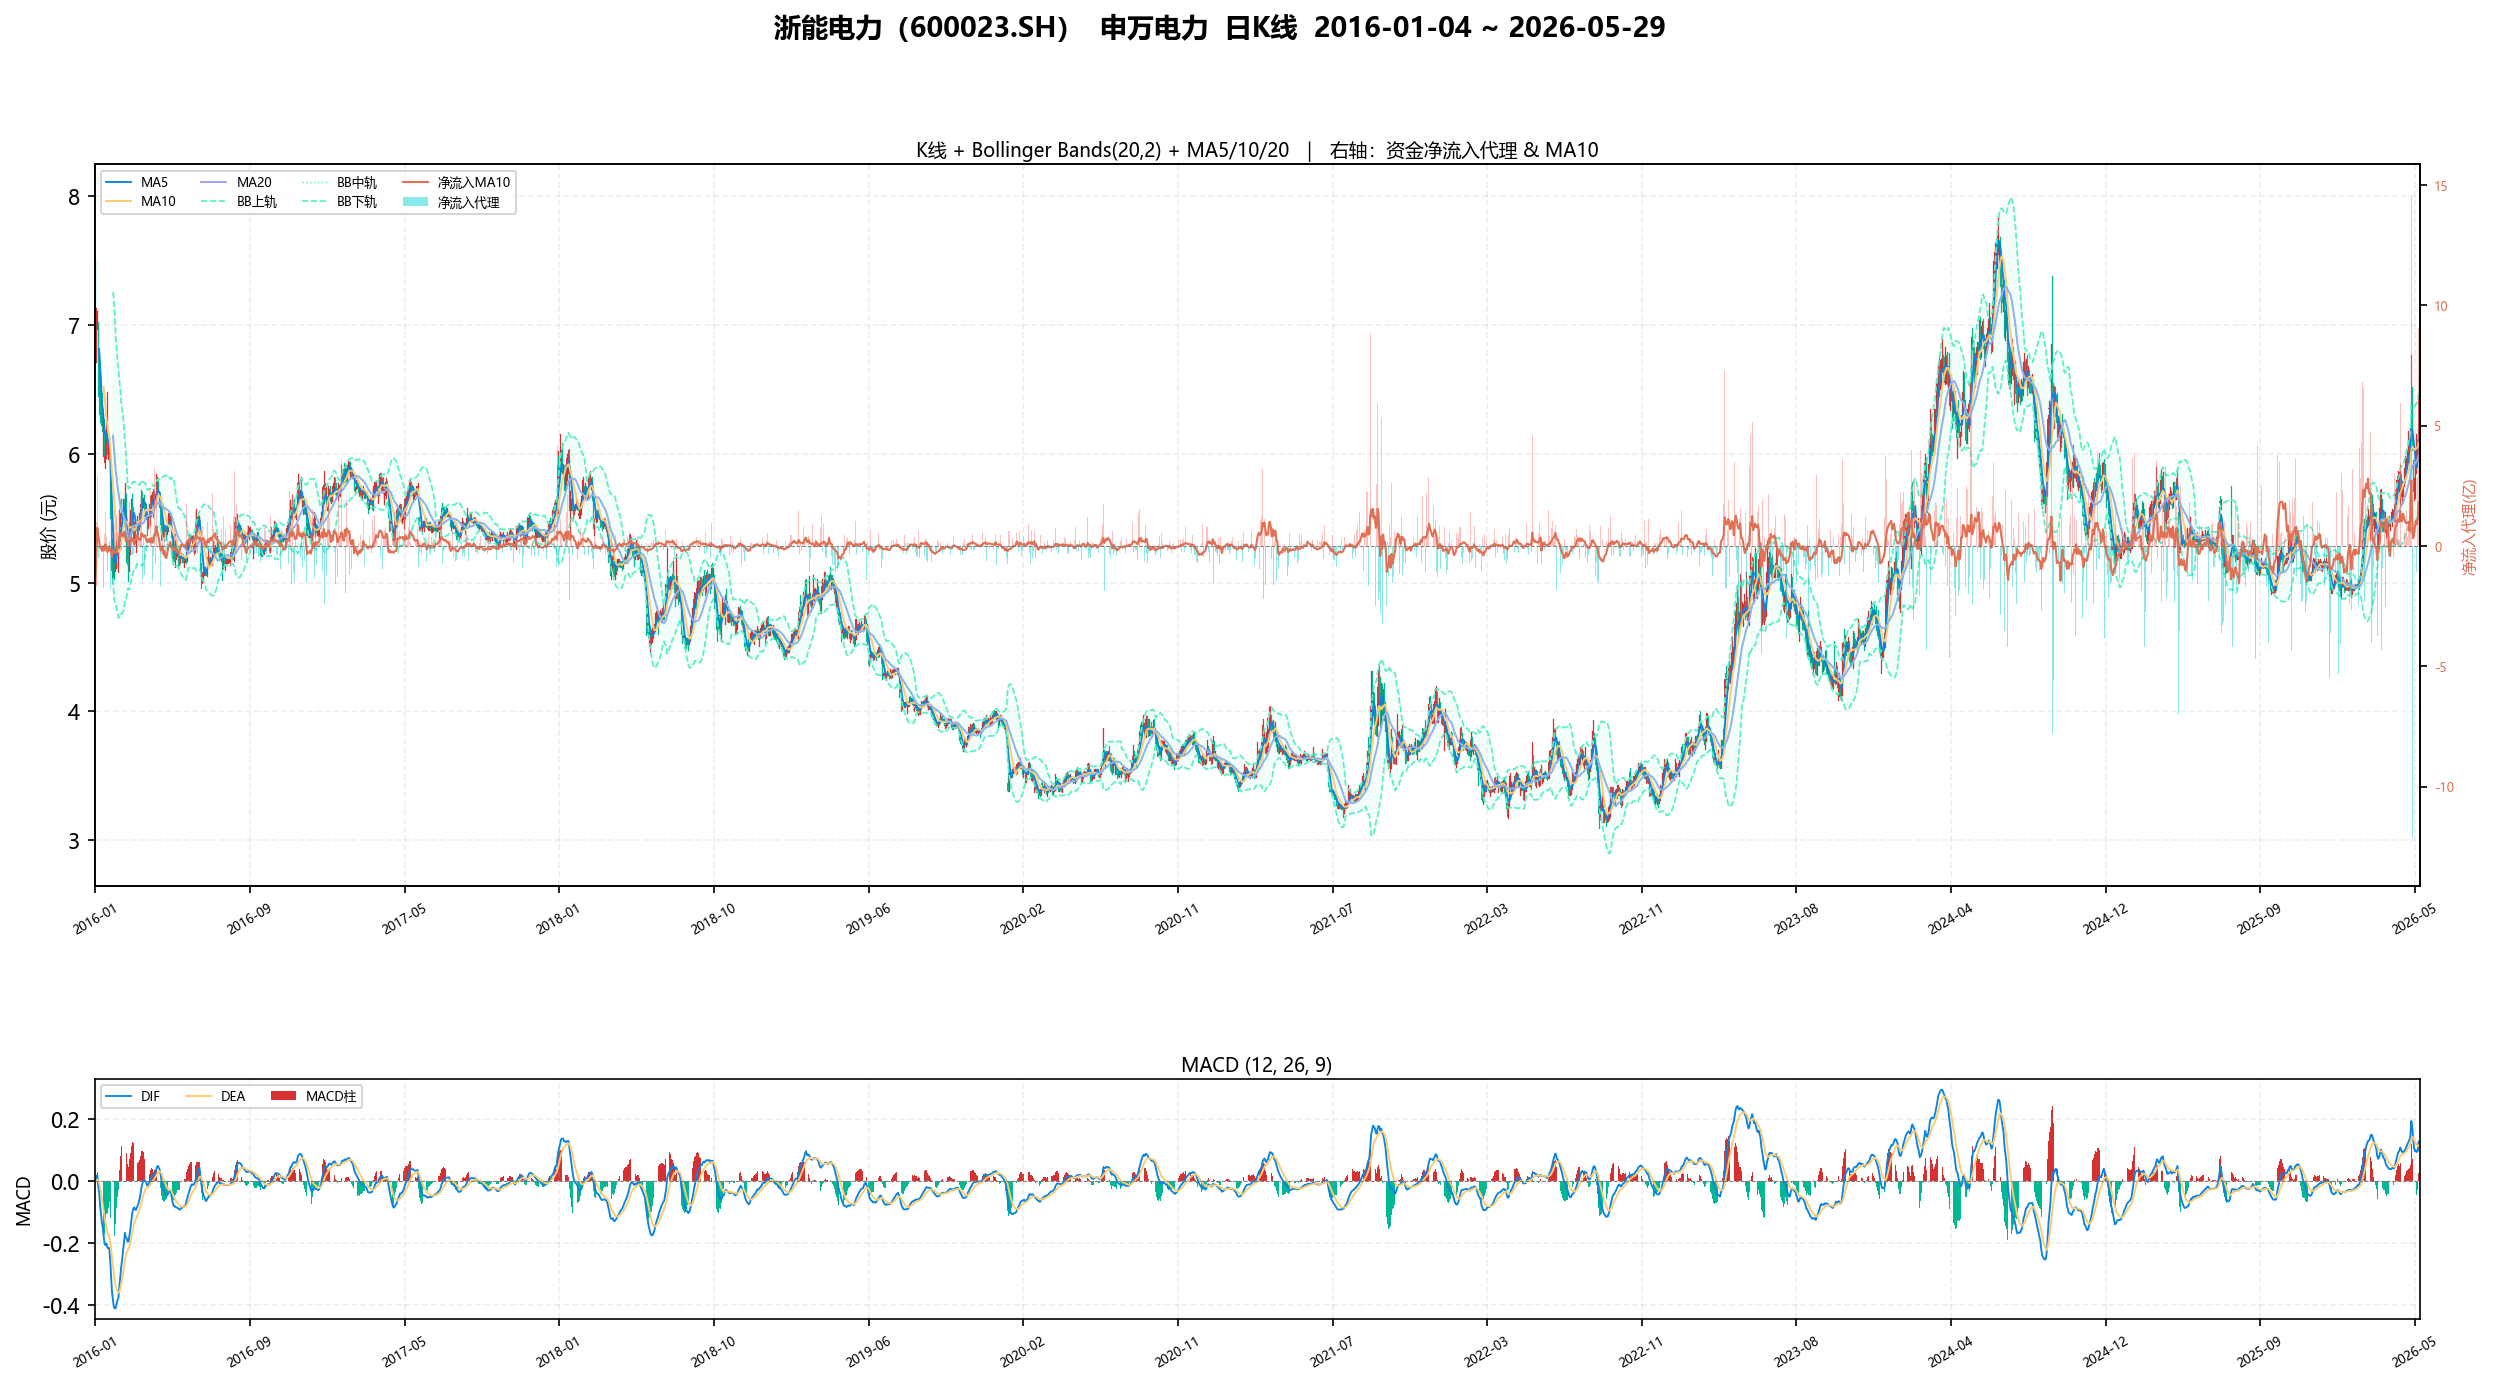 浙能电力（600023.SH） 申万电力 日K线 2016-01-04 ~ 2026-05-29
K线 + Bollinger Bands(20,2) + MA5/10/20 | 右轴：资金净流入代理 & MA10
MA5 MA20 BB中轨 净流入MA10
MA10 BB上轨 BB下轨 净流入代理
8
7
6
5
4
3
股价 (元)
15
10
5
0
-5
-10
净流入代理(亿)
2016-01 2016-09 2017-05 2018-01 2018-10 2019-06 2020-02 2020-11 2021-07 2022-03 2022-11 2023-08 2024-04 2024-12 2025-09 2026-05
MACD (12, 26, 9)
DIF DEA MACD柱
0.2
0.0
-0.2
-0.4
MACD
2016-01 2016-09 2017-05 2018-01 2018-10 2019-06 2020-02 2020-11 2021-07 2022-03 2022-11 2023-08 2024-04 2024-12 2025-09 2026-05